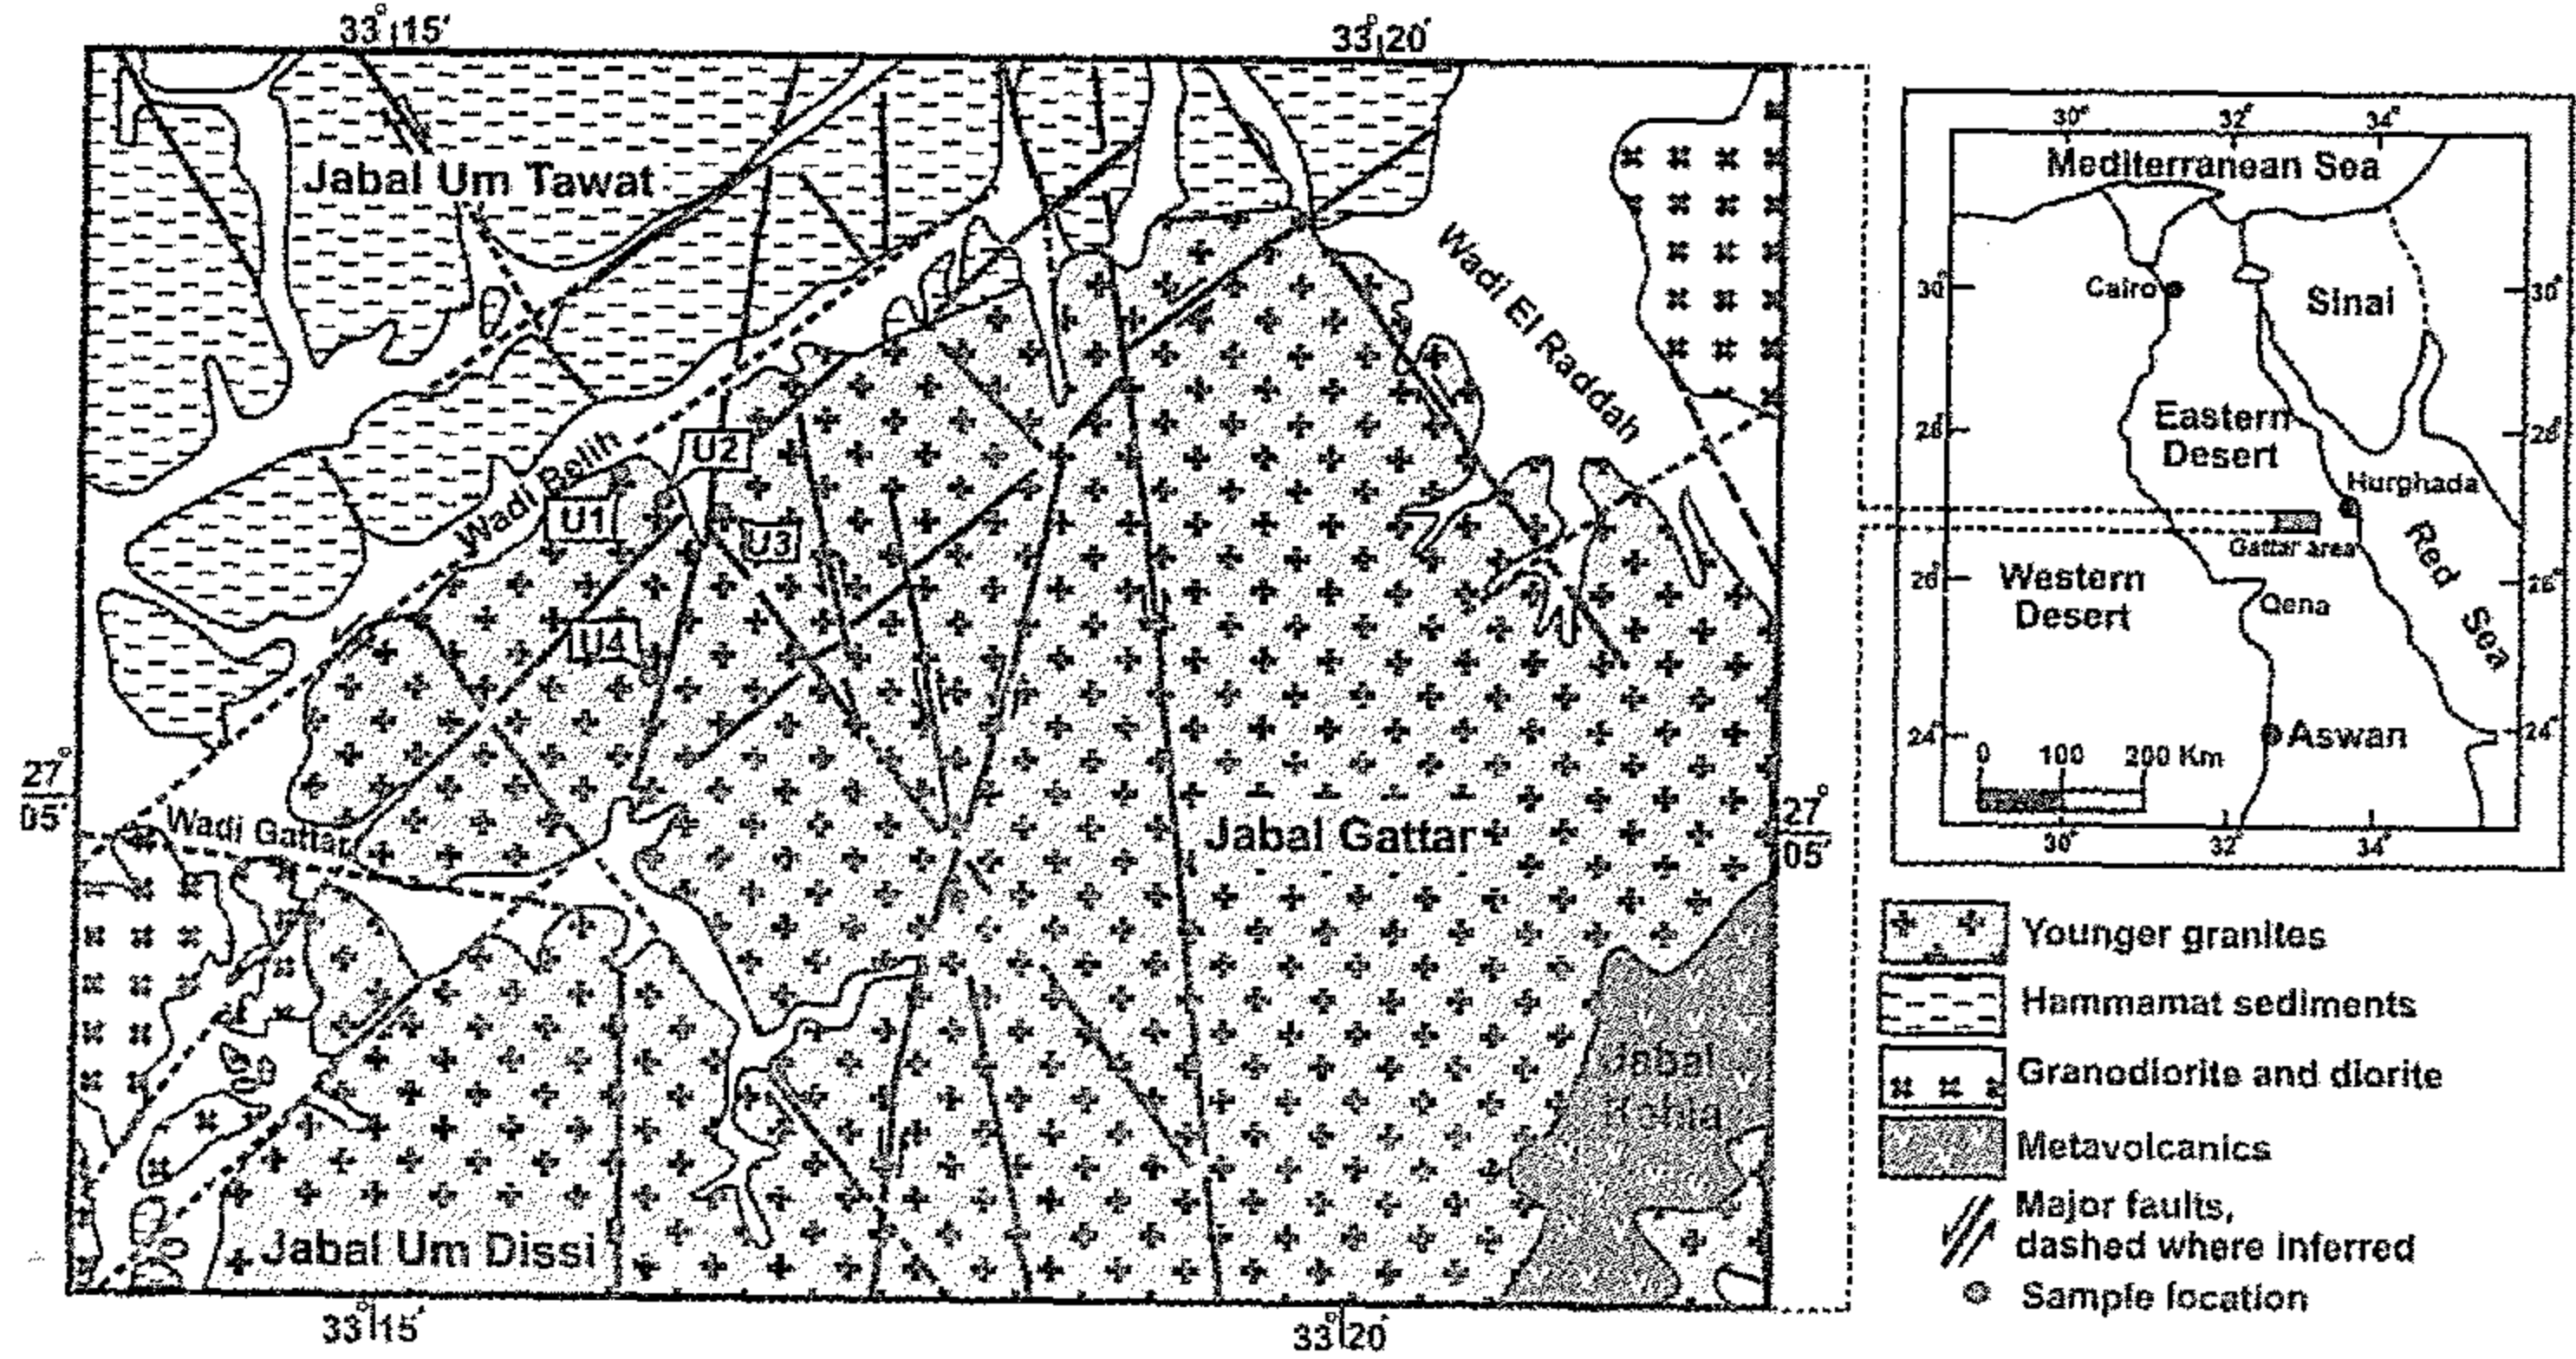 33°15'
33°20'
Jabal Um Tawat
Wadi El Raddah
Wadi Belih
U2
U1
U3
U4
27°
05'
Wadi Gattar
Jabal Gattar
27°
05'
Jabal
Jabal Um Dissi
33°15'
33°20'
30°
32°
34°
Mediterranean Sea
30°
Cairo
Sinai
30°
28°
Eastern
Desert
28°
Hurghada
Gattar area
Red Sea
26°
Western
Desert
Qena
26°
24°
Aswan
24°
0 100 200 Km
30°
32°
34°
Younger granites
Hammamat sediments
Granodiorite and diorite
Metavolcanics
Major faults,
dashed where inferred
Sample location